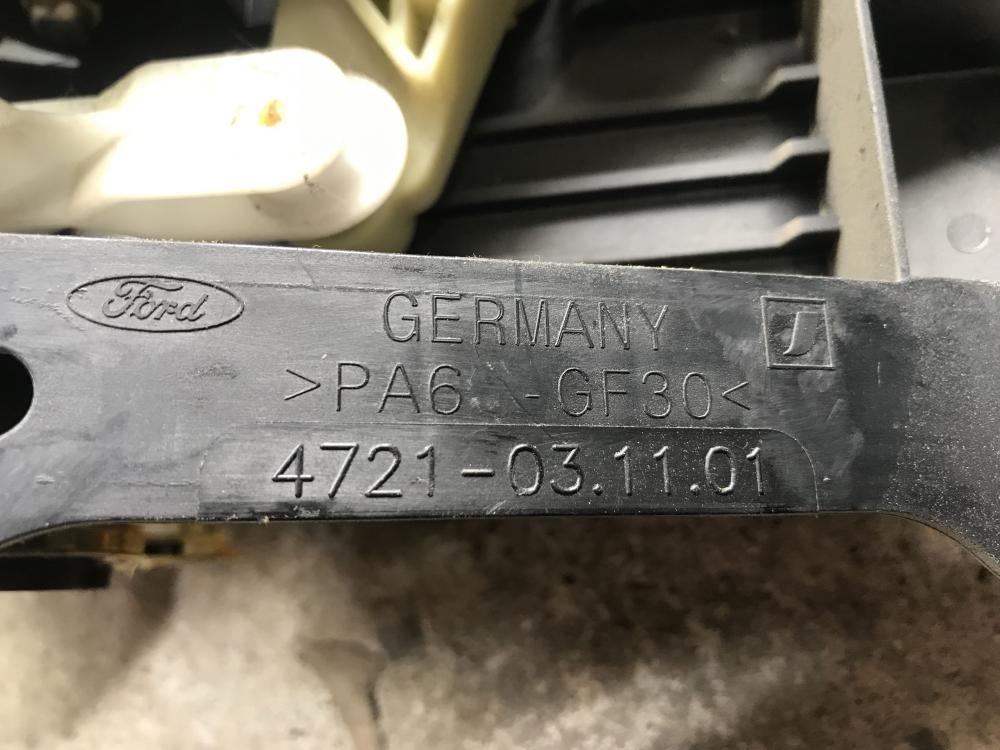 Ford GERMANY
>PA6 -GF30<
4721-03.11.01